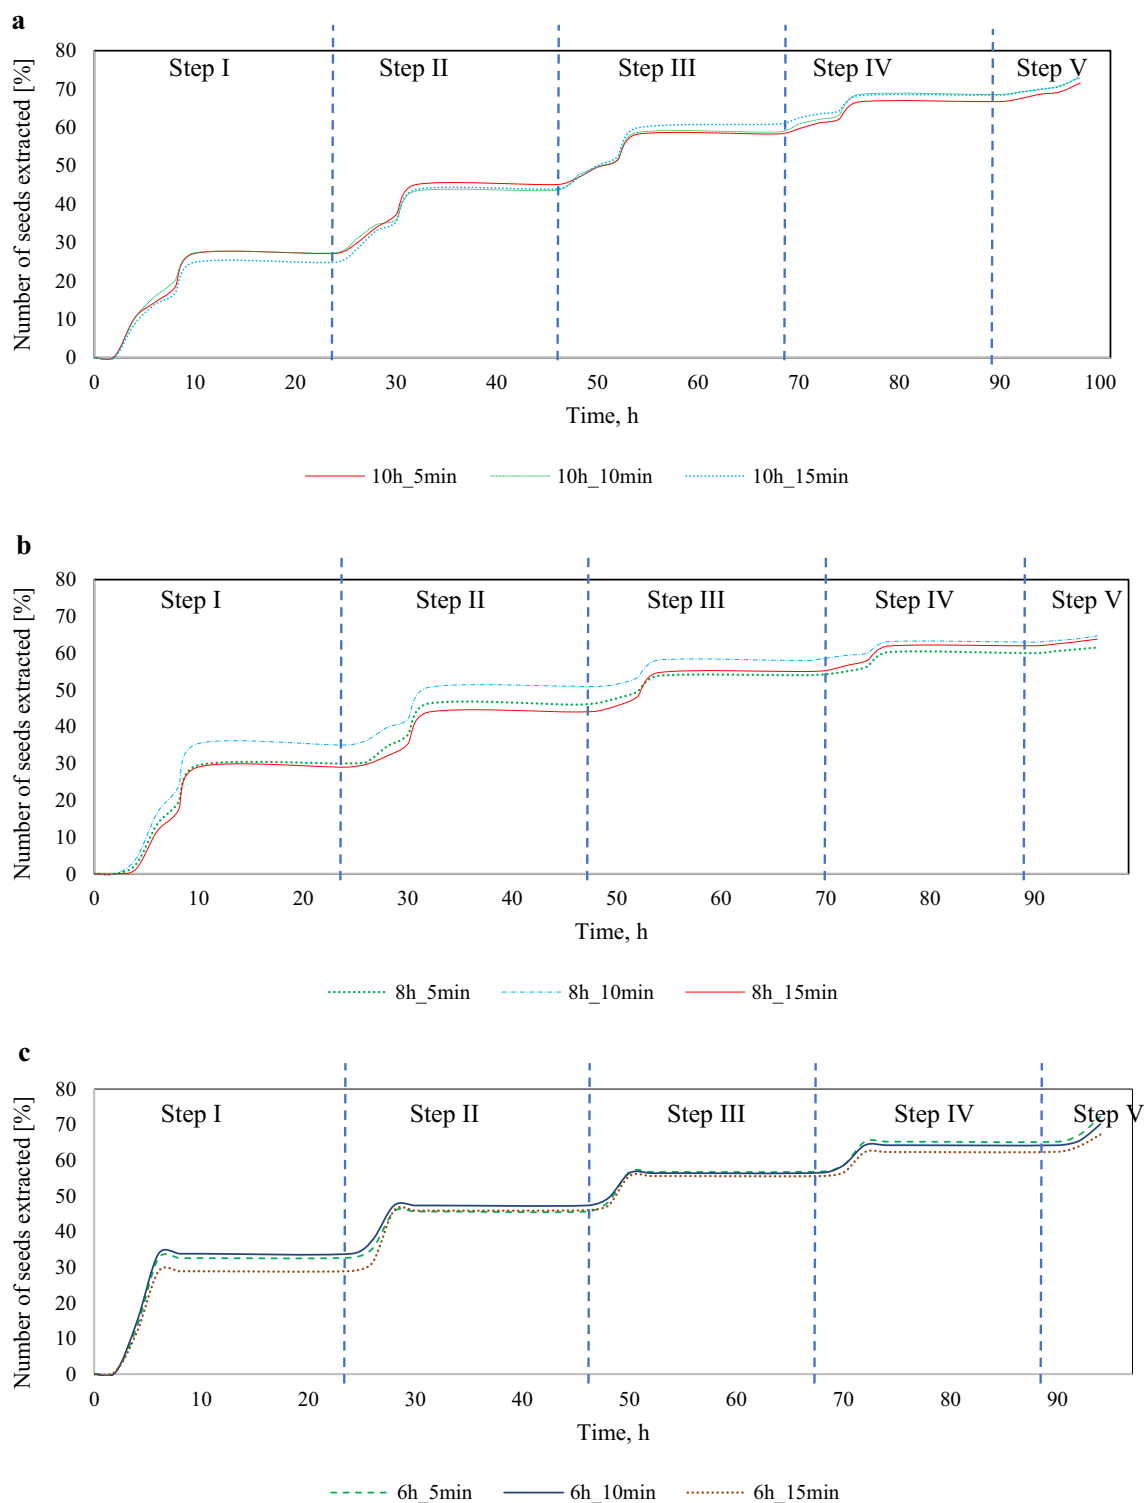 a
Number of seeds extracted [%]
80
70
60
50
40
30
20
10
0
Step I Step II Step III Step IV Step V
0 10 20 30 40 50 60 70 80 90 100
Time, h
10h_5min 10h_10min 10h_15min
b
Number of seeds extracted [%]
80
70
60
50
40
30
20
10
0
Step I Step II Step III Step IV Step V
0 10 20 30 40 50 60 70 80 90
Time, h
8h_5min 8h_10min 8h_15min
c
Number of seeds extracted [%]
80
70
60
50
40
30
20
10
0
Step I Step II Step III Step IV Step V
0 10 20 30 40 50 60 70 80 90
Time, h
6h_5min 6h_10min 6h_15min